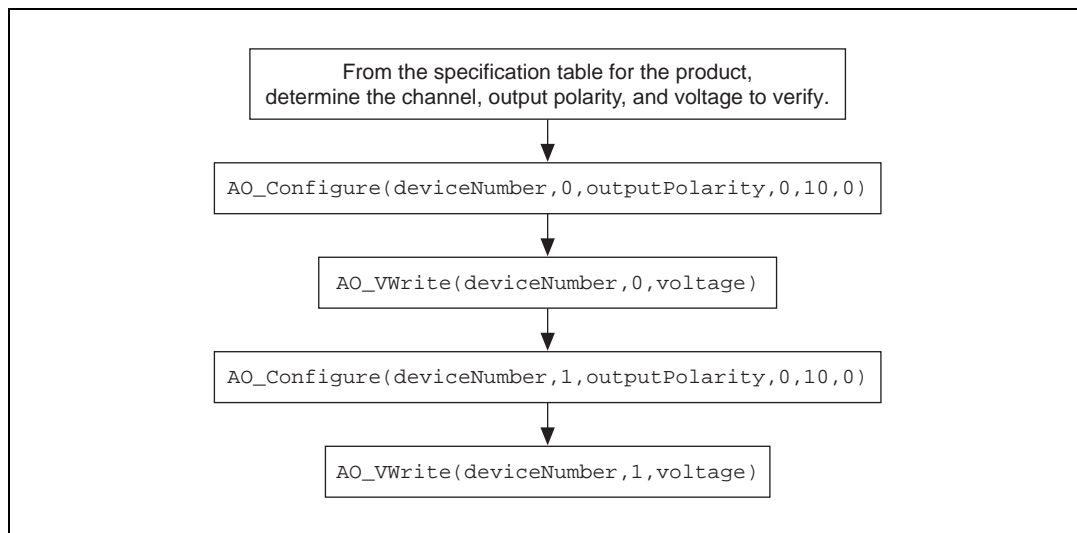 From the specification table for the product,
determine the channel, output polarity, and voltage to verify.
AO_Configure(deviceNumber,0,outputPolarity,0,10,0)
AO_VWrite(deviceNumber,0,voltage)
AO_Configure(deviceNumber,1,outputPolarity,0,10,0)
AO_VWrite(deviceNumber,1,voltage)